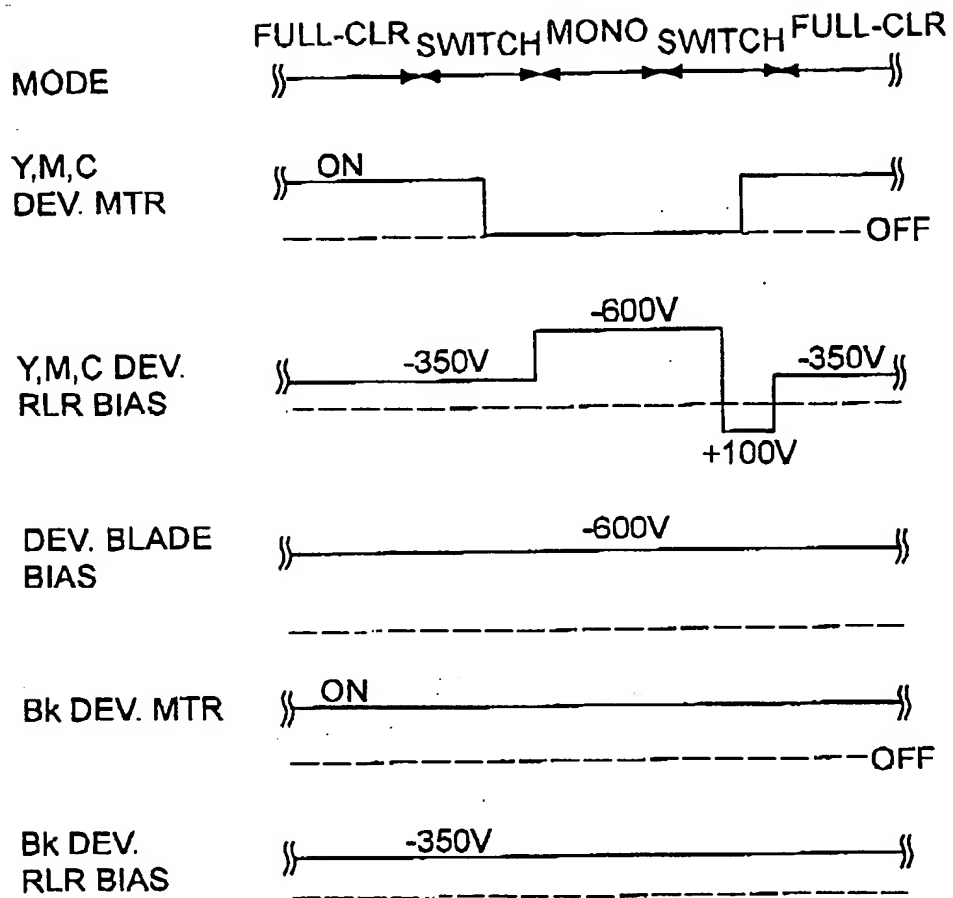 FULL-CLR SWITCH MONO SWITCH FULL-CLR
MODE
Y,M,C
DEV. MTR
ON
OFF
Y,M,C DEV.
RLR BIAS
-350V
-600V
-350V
+100V
DEV. BLADE
BIAS
-600V
Bk DEV. MTR
ON
OFF
Bk DEV.
RLR BIAS
-350V